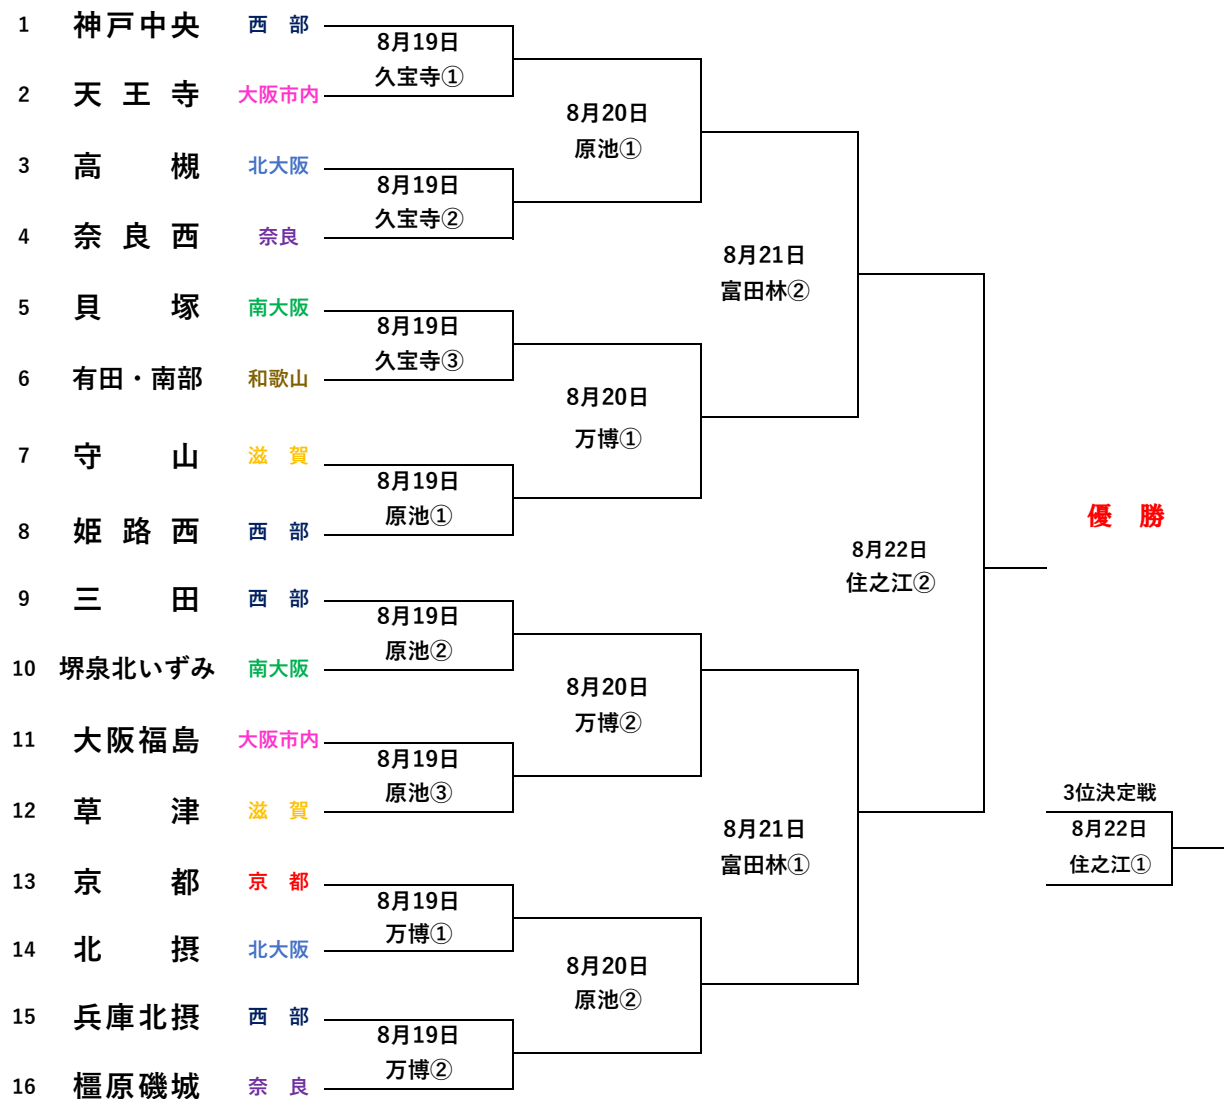 1 神戸中央 西 部
8月19日
久宝寺①
2 天王寺 大阪市内
8月20日
原池①
3 高 槻 北大阪
8月19日
久宝寺②
4 奈良西 奈良
8月21日
富田林②
5 貝 塚 南大阪
8月19日
久宝寺③
6 有田・南部 和歌山
8月20日
万博①
7 守 山 滋 賀
8月19日
原池①
8 姫路西 西 部
優 勝
8月22日
住之江②
9 三 田 西 部
8月19日
原池②
10 堺泉北いずみ 南大阪
8月20日
万博②
11 大阪福島 大阪市内
8月19日
原池③
12 草 津 滋 賀
3位決定戦
8月22日
住之江①
8月21日
富田林①
13 京 都 京 都
8月19日
万博①
14 北 摂 北大阪
8月20日
原池②
15 兵庫北摂 西 部
8月19日
万博②
16 橿原磯城 奈 良